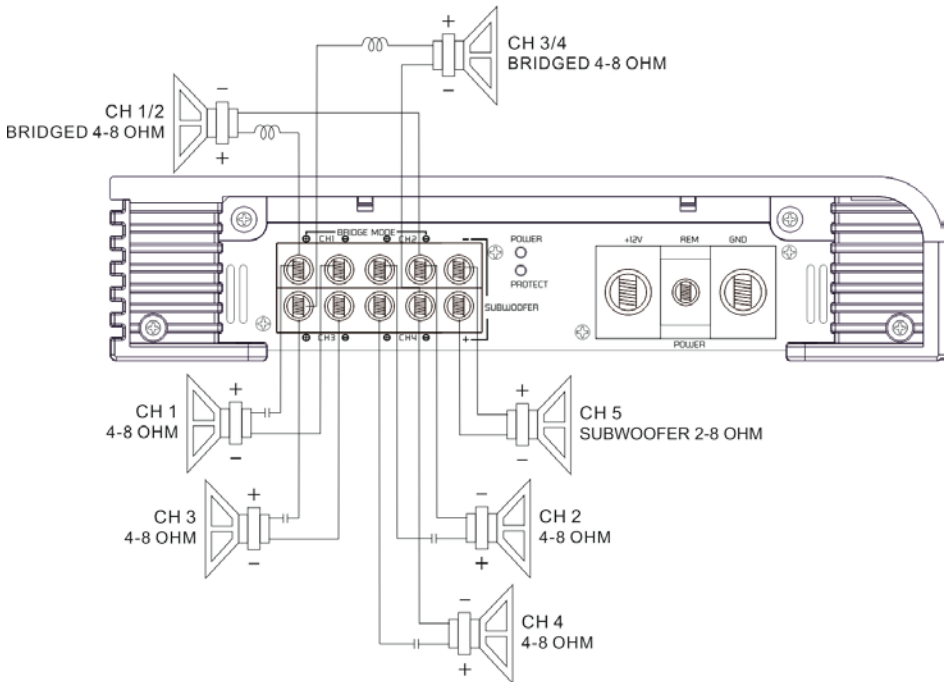 +
CH 3/4
BRIDGED 4-8 OHM
−
−
CH 1/2
BRIDGED 4-8 OHM
+
BRIDGE MODE
⊕ CH1 ⊖ ⊕ CH2 ⊖ −
POWER
PROTECT
SUBWOOFER
⊕ CH3 ⊖ ⊕ CH4 ⊖ +
+12V REM GND
POWER
+
CH 1
4-8 OHM
−
+
CH 5
SUBWOOFER 2-8 OHM
−
+
CH 3
4-8 OHM
−
−
CH 2
4-8 OHM
+
−
CH 4
4-8 OHM
+